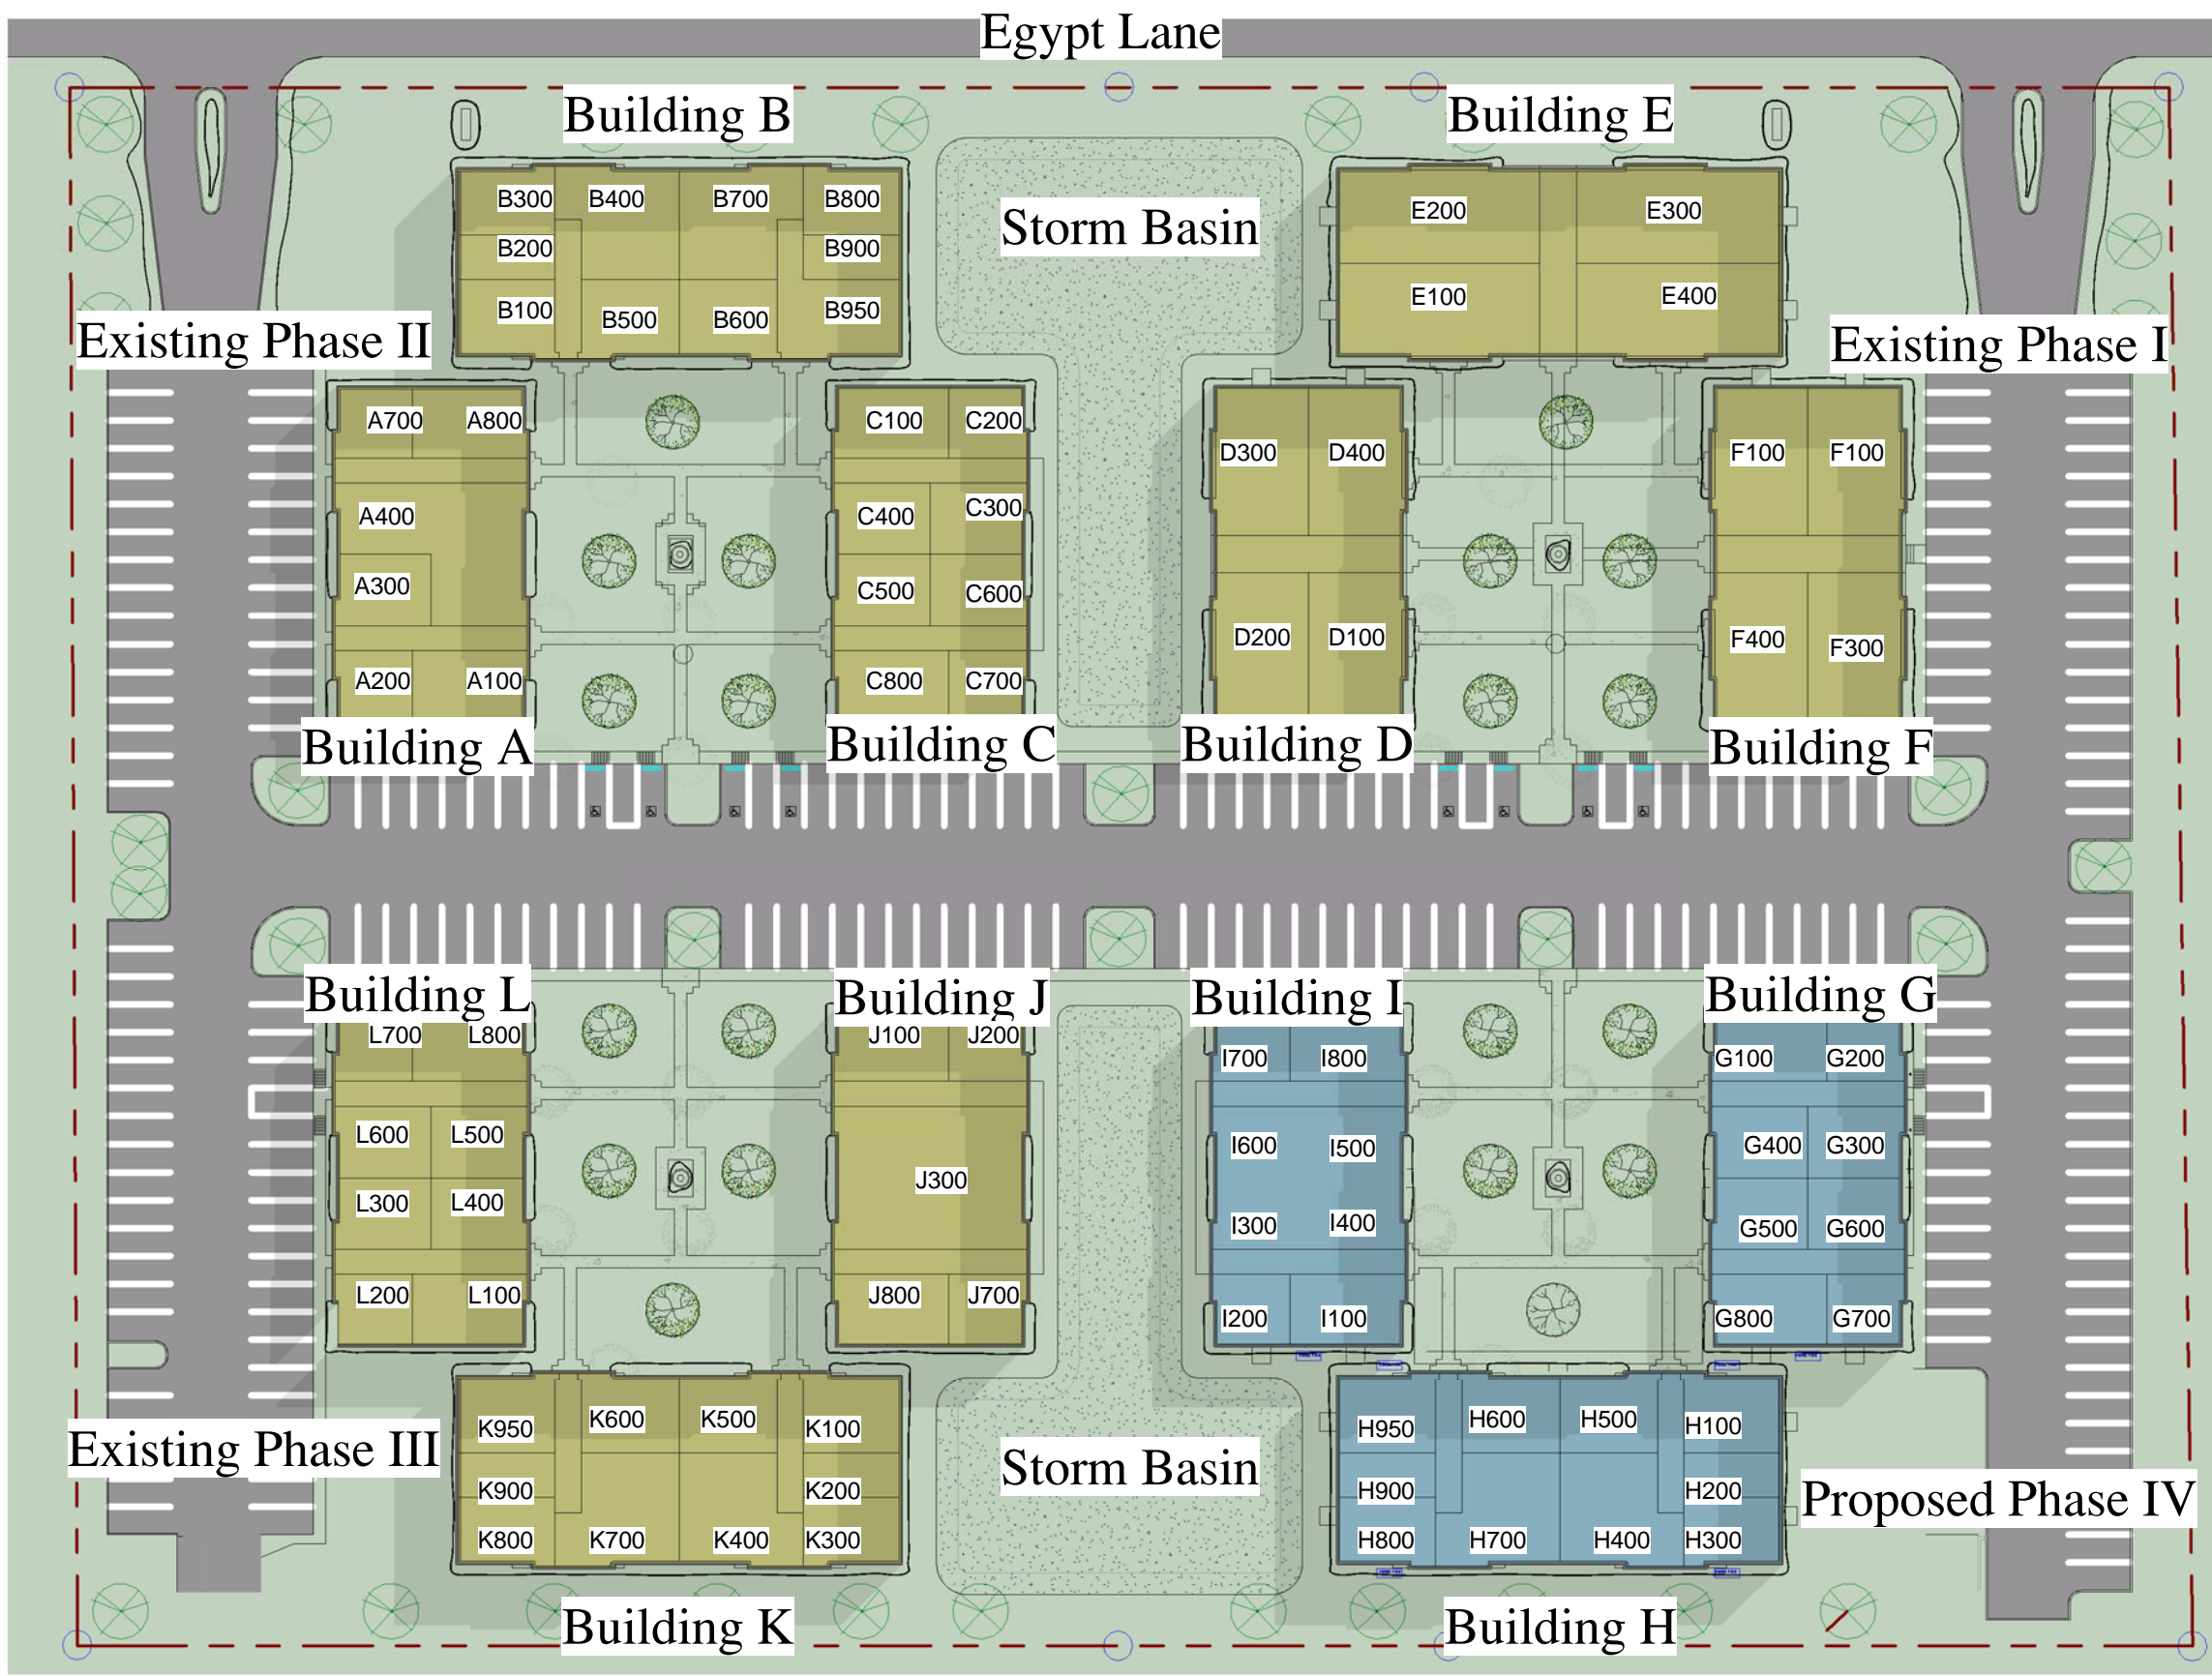 Egypt Lane
Building B
Building E
B300 B400 B700 B800
B200 B900
B100 B500 B600 B950
Storm Basin
E200 E300
E100 E400
Existing Phase II
Existing Phase I
A700 A800
A400
A300
A200 A100
Building A
C100 C200
C400 C300
C500 C600
C800 C700
Building C
D300 D400
D200 D100
Building D
F100 F100
F400 F300
Building F
Building L
L700 L800
L600 L500
L300 L400
L200 L100
Building J
J100 J200
J300
J800 J700
Building I
I700 I800
I600 I500
I300 I400
I200 I100
Building G
G100 G200
G400 G300
G500 G600
G800 G700
Existing Phase III
K950 K600 K500 K100
K900 K200
K800 K700 K400 K300
Building K
Storm Basin
H950 H600 H500 H100
H900 H200
H800 H700 H400 H300
Building H
Proposed Phase IV